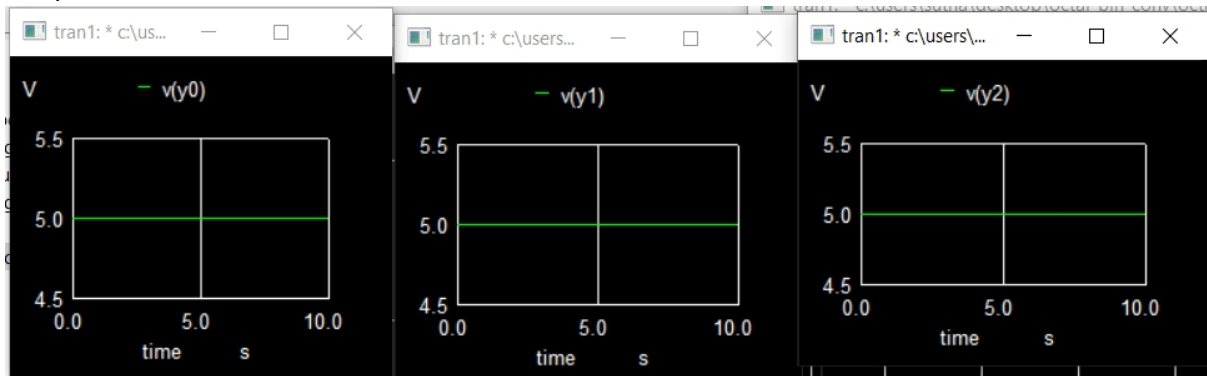 tran1: * c:\us...
V v(y0)
5.5
5.0
4.5
0.0 5.0 10.0
time s
tran1: * c:\users...
V v(y1)
5.5
5.0
4.5
0.0 5.0 10.0
time s
tran1: * c:\users\...
V v(y2)
5.5
5.0
4.5
0.0 5.0 10.0
time s